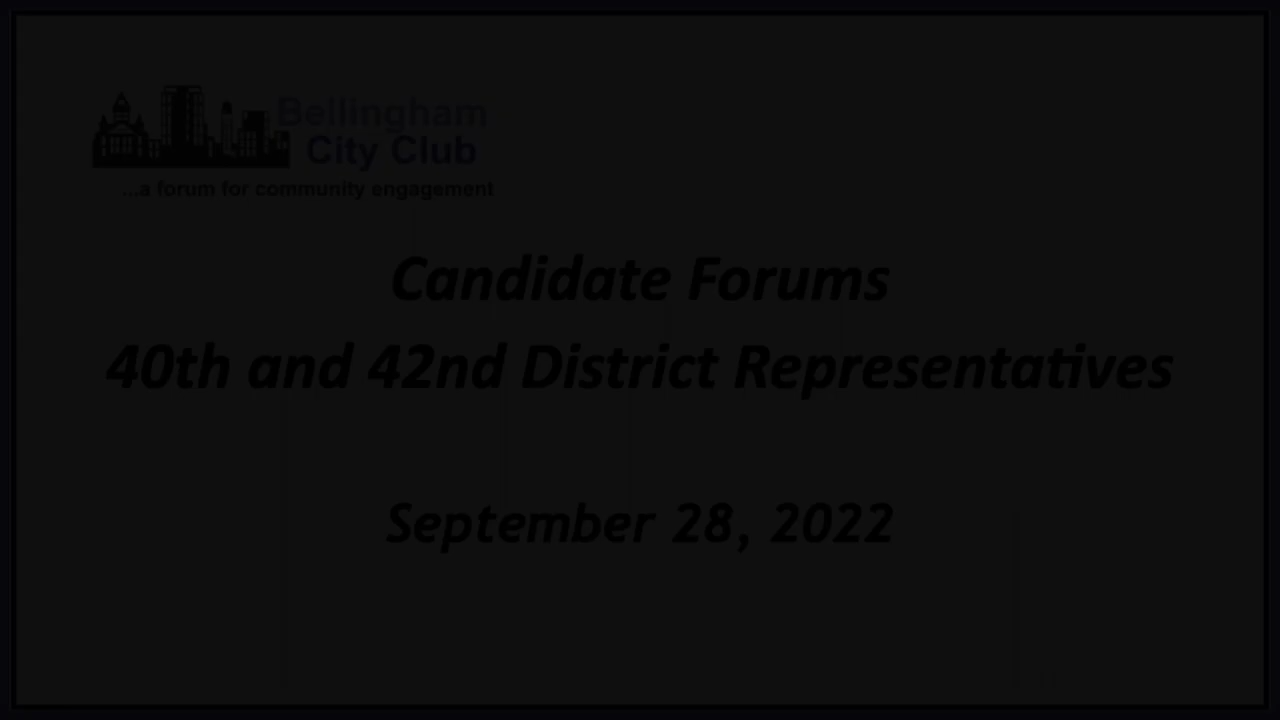 Bellingham
City Club
...a forum for community engagement
Candidate Forums
40th and 42nd District Representatives
September 28, 2022